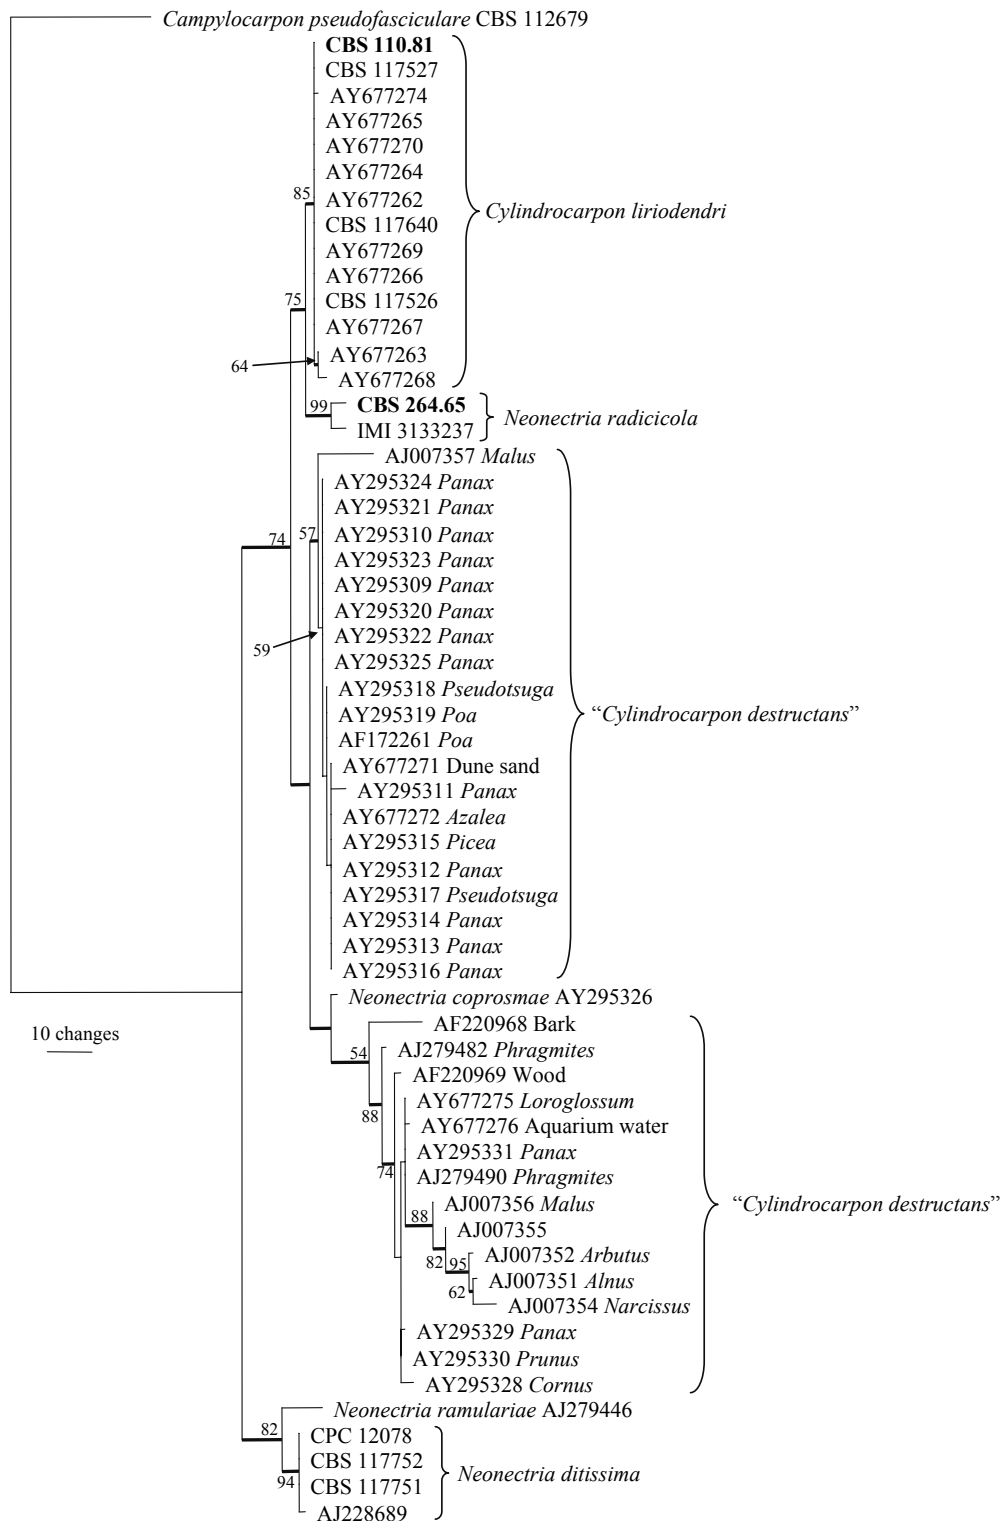 Campylocarpon pseudofasciculare CBS 112679
CBS 110.81
CBS 117527
AY677274
AY677265
AY677270
AY677264
85
AY677262
Cylindrocarpon liriodendri
CBS 117640
AY677269
AY677266
75
CBS 117526
AY677267
AY677263
64
AY677268
99
CBS 264.65
Neonectria radicicola
IMI 3133237
AJ007357 Malus
AY295324 Panax
AY295321 Panax
74
57
AY295310 Panax
AY295323 Panax
AY295309 Panax
AY295320 Panax
AY295322 Panax
59
AY295325 Panax
AY295318 Pseudotsuga
AY295319 Poa
“Cylindrocarpon destructans”
AF172261 Poa
AY677271 Dune sand
AY295311 Panax
AY677272 Azalea
AY295315 Picea
AY295312 Panax
AY295317 Pseudotsuga
AY295314 Panax
AY295313 Panax
AY295316 Panax
Neonectria coprosmae AY295326
10 changes
AF220968 Bark
54
AJ279482 Phragmites
AF220969 Wood
88
AY677275 Loroglossum
AY677276 Aquarium water
AY295331 Panax
74
AJ279490 Phragmites
88
AJ007356 Malus
“Cylindrocarpon destructans”
AJ007355
82
95
AJ007352 Arbutus
62
AJ007351 Alnus
AJ007354 Narcissus
AY295329 Panax
AY295330 Prunus
AY295328 Cornus
Neonectria ramulariae AJ279446
82
CPC 12078
CBS 117752
Neonectria ditissima
94
CBS 117751
AJ228689